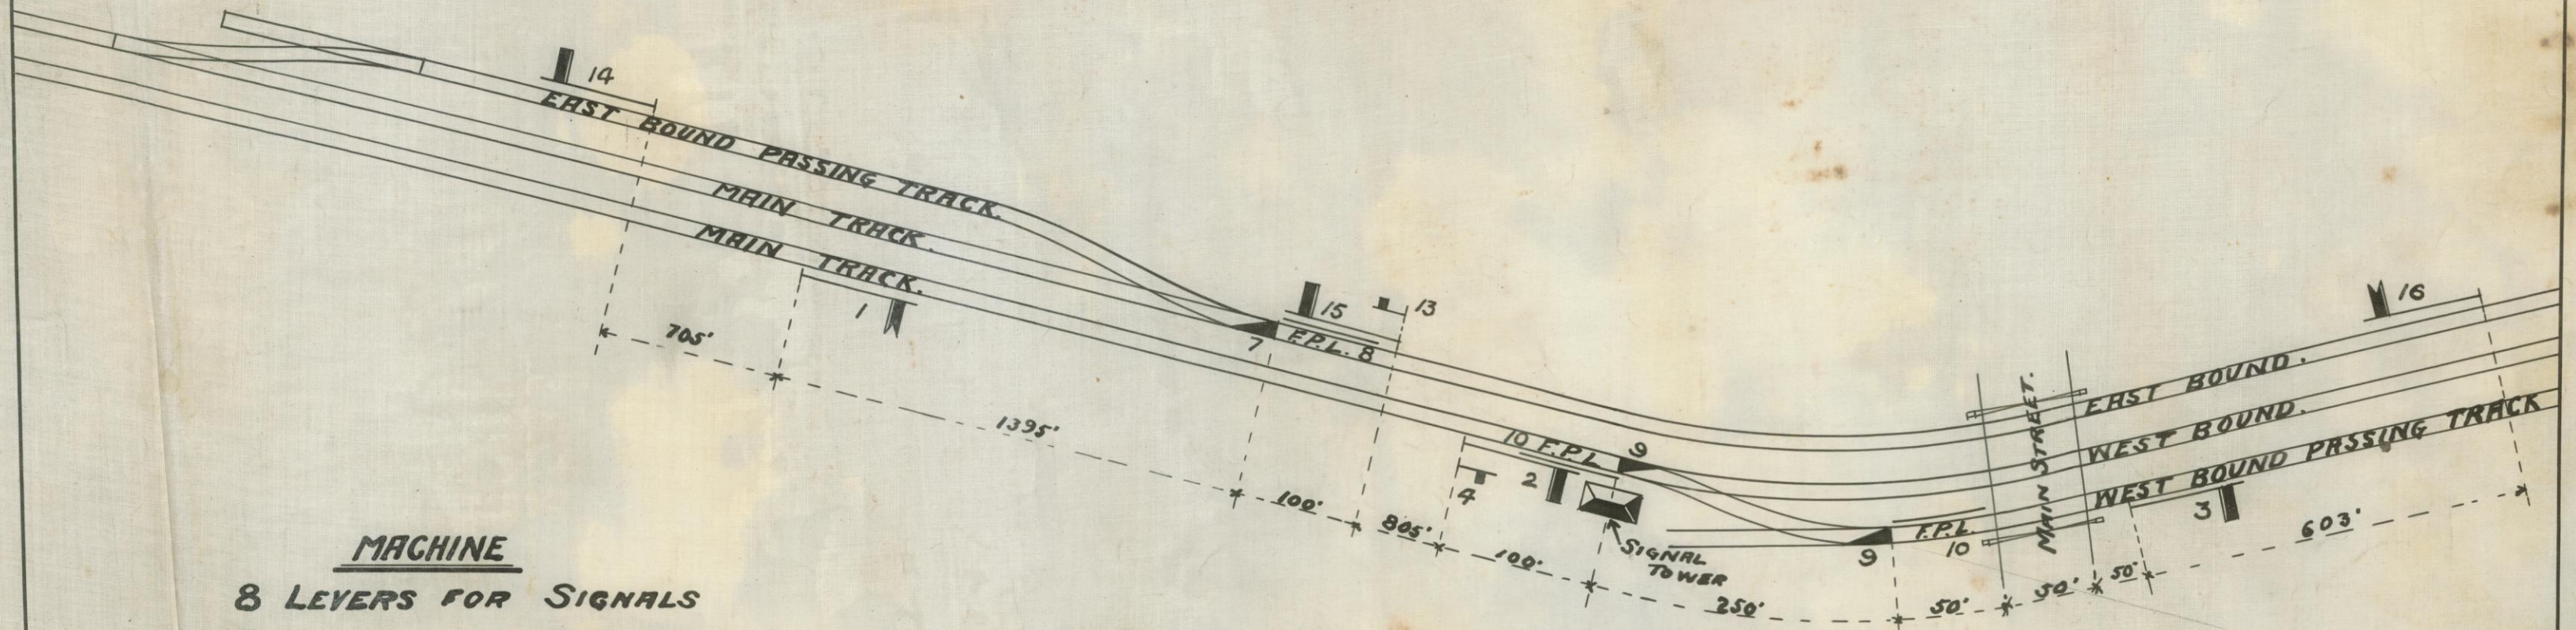 14
EAST BOUND PASSING TRACK.
MAIN TRACK.
MAIN TRACK.
1
705'
1395'
7
F.P.L. 8
15
13
100'
805'
100'
10 F.P.L.
9
4
2
SIGNAL
TOWER
250'
9
F.P.L.
10
50'
50'
50'
MAIN STREET.
16
EAST BOUND.
WEST BOUND.
WEST BOUND PASSING TRACK
3
603'
MACHINE
8 LEVERS FOR SIGNALS